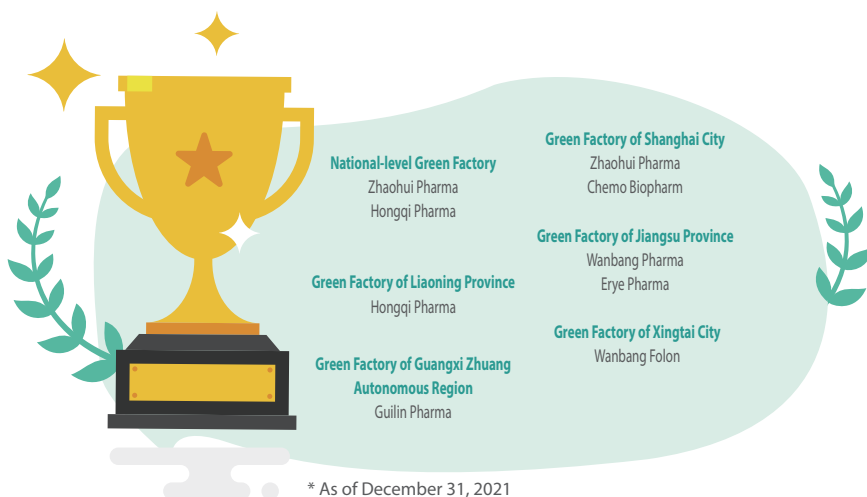 National-level Green Factory
Zhaohui Pharma
Hongqi Pharma
Green Factory of Liaoning Province
Hongqi Pharma
Green Factory of Guangxi Zhuang
Autonomous Region
Guilin Pharma
Green Factory of Shanghai City
Zhaohui Pharma
Chemo Biopharm
Green Factory of Jiangsu Province
Wanbang Pharma
Erye Pharma
Green Factory of Xingtai City
Wanbang Folon
* As of December 31, 2021